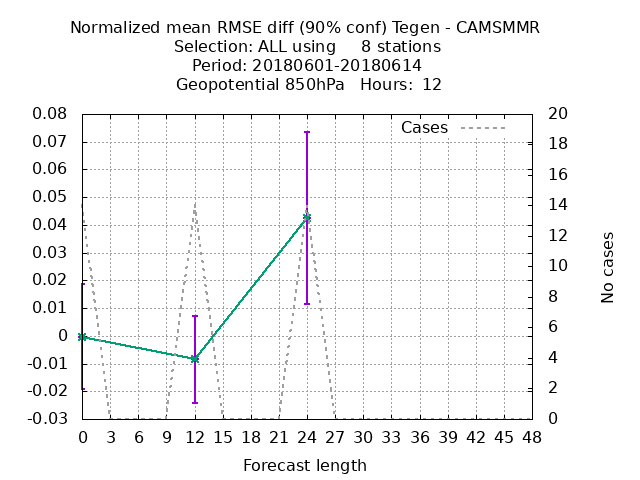 Normalized mean RMSE diff (90% conf) Tegen - CAMSMMR
Selection: ALL using     8 stations
Period: 20180601-20180614
Geopotential 850hPa   Hours:  12
Cases
0.08
0.07
0.06
0.05
0.04
0.03
0.02
0.01
0
-0.01
-0.02
-0.03
20
18
16
14
12
10
8
6
4
2
0
No cases
0 3 6 9 12 15 18 21 24 27 30 33 36 39 42 45 48
Forecast length